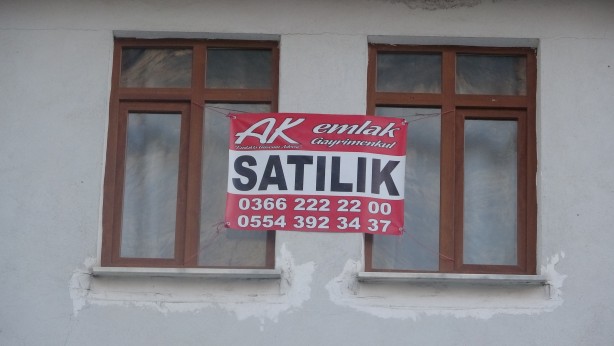 AK emlak
Gayrimenkul
SATILIK
0366 222 22 00
0554 392 34 37